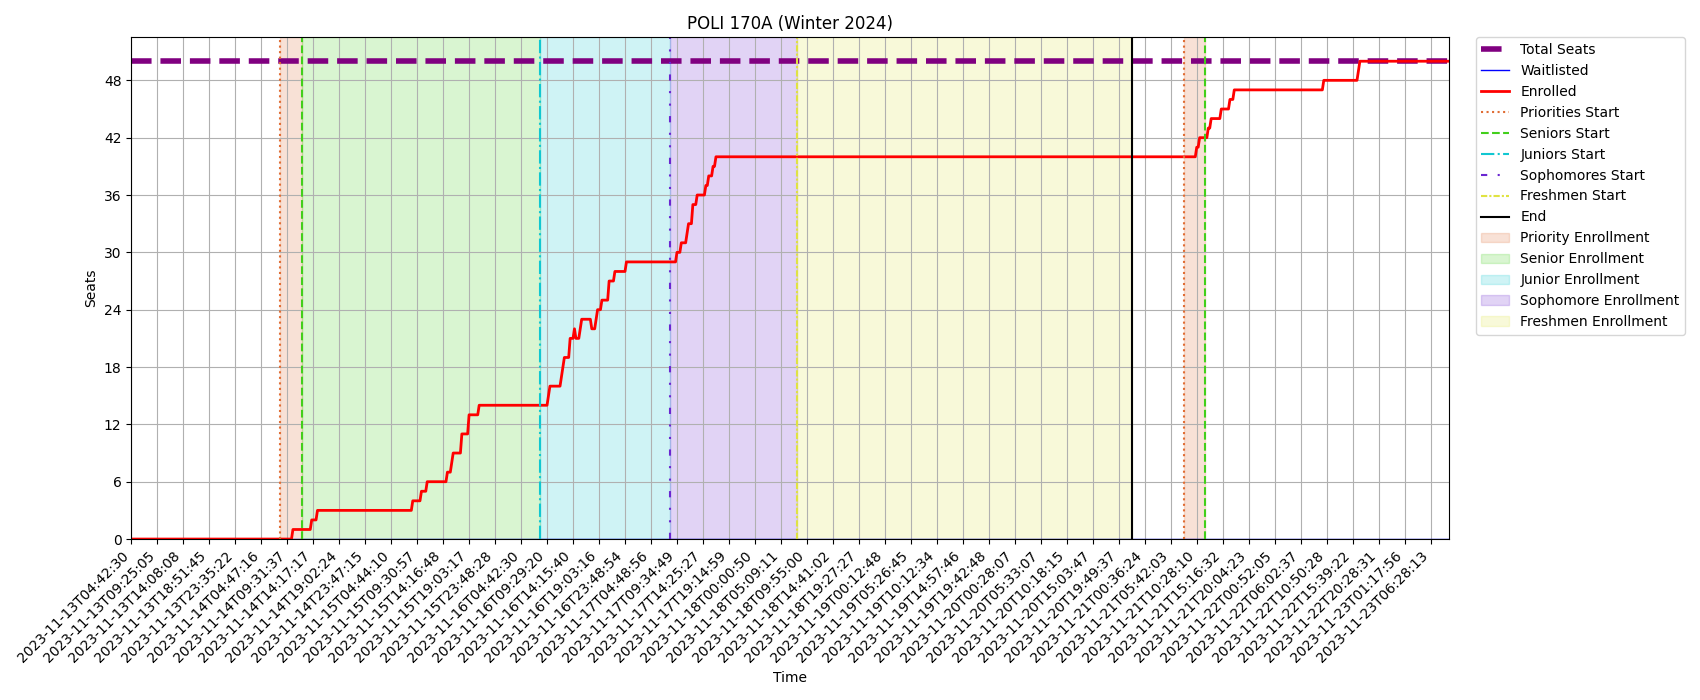 POLI 170A (Winter 2024)
Total Seats
Waitlisted
Enrolled
Priorities Start
Seniors Start
Juniors Start
Sophomores Start
Freshmen Start
End
Priority Enrollment
Senior Enrollment
Junior Enrollment
Sophomore Enrollment
Freshmen Enrollment
Seats
48
42
36
30
24
18
12
6
0
2023-11-13T04:42:30
2023-11-13T09:25:05
2023-11-13T14:08:08
2023-11-13T18:51:45
2023-11-13T23:35:22
2023-11-14T04:47:16
2023-11-14T09:31:37
2023-11-14T14:17:17
2023-11-14T19:02:24
2023-11-14T23:47:15
2023-11-15T04:44:10
2023-11-15T09:30:57
2023-11-15T14:16:48
2023-11-15T19:03:17
2023-11-15T23:48:28
2023-11-16T04:42:30
2023-11-16T09:29:20
2023-11-16T14:15:40
2023-11-16T19:03:16
2023-11-16T23:48:54
2023-11-17T04:48:56
2023-11-17T09:34:49
2023-11-17T14:25:27
2023-11-17T19:14:59
2023-11-18T00:00:50
2023-11-18T05:09:11
2023-11-18T09:55:00
2023-11-18T14:41:02
2023-11-18T19:27:27
2023-11-19T00:12:48
2023-11-19T05:26:45
2023-11-19T10:12:34
2023-11-19T14:57:46
2023-11-19T19:42:48
2023-11-20T00:28:07
2023-11-20T05:33:07
2023-11-20T10:18:15
2023-11-20T15:03:47
2023-11-20T19:49:37
2023-11-21T00:36:24
2023-11-21T05:42:03
2023-11-21T10:28:10
2023-11-21T15:16:32
2023-11-21T20:04:23
2023-11-22T00:52:05
2023-11-22T06:02:37
2023-11-22T10:50:28
2023-11-22T15:39:22
2023-11-22T20:28:31
2023-11-23T01:17:56
2023-11-23T06:28:13
Time